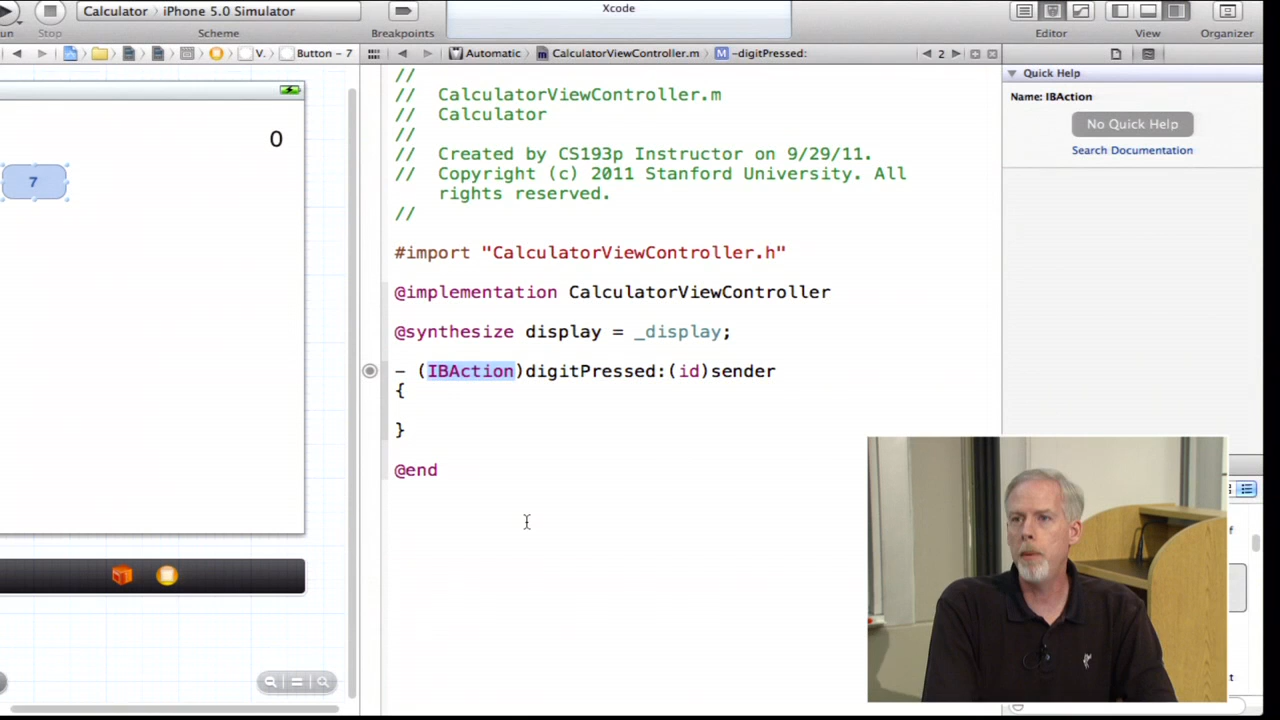 Xcode
un
Stop
Calculator
iPhone 5.0 Simulator
Scheme
Breakpoints
Editor
View
Organizer
V.
Button - 7
Automatic
CalculatorViewController.m
M
-digitPressed:
2
0
7
//
// CalculatorViewController.m
// Calculator
//
// Created by CS193p Instructor on 9/29/11.
// Copyright (c) 2011 Stanford University. All
rights reserved.
//
#import "CalculatorViewController.h"
@implementation CalculatorViewController
@synthesize display = _display;
- (IBAction)digitPressed:(id)sender
{
}
@end
Quick Help
Name: IBAction
No Quick Help
Search Documentation